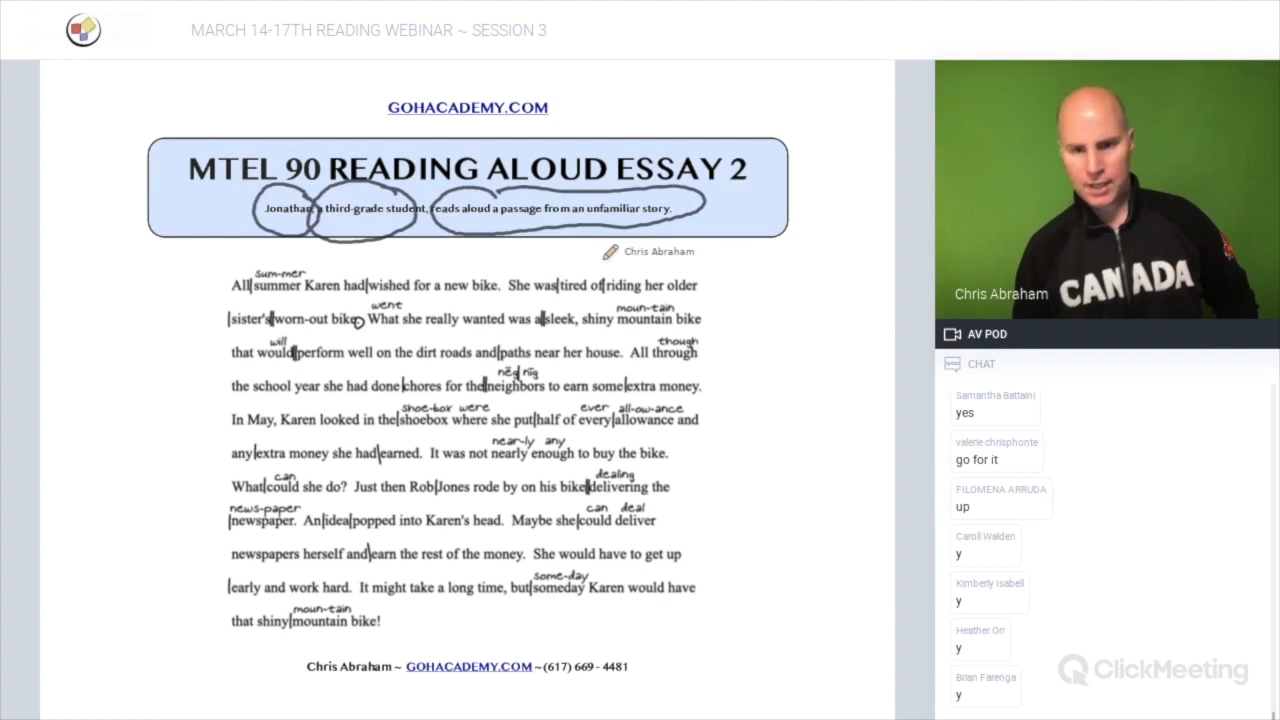 MARCH 14-17TH READING WEBINAR ~ SESSION 3
GOHACADEMY.COM
MTEL 90 READING ALOUD ESSAY 2
Jonathan, a third-grade student, reads aloud a passage from an unfamiliar story.
Chris Abraham
sum-mer
All summer Karen had wished for a new bike. She was tired of riding her older
went moun-tain
sister's worn-out bike. What she really wanted was a sleek, shiny mountain bike
will though
that would perform well on the dirt roads and paths near her house. All through
nĕg nīg
the school year she had done chores for the neighbors to earn some extra money.
shoe-box were ever all-ow-ance
In May, Karen looked in the shoebox where she put half of every allowance and
near-ly any
any extra money she had earned. It was not nearly enough to buy the bike.
can dealing
What could she do? Just then Rob Jones rode by on his bike delivering the
news-paper can deal
newspaper. An idea popped into Karen's head. Maybe she could deliver
newspapers herself and earn the rest of the money. She would have to get up
some-day
early and work hard. It might take a long time, but someday Karen would have
moun-tain
that shiny mountain bike!
Chris Abraham ~ GOHACADEMY.COM ~ (617) 669 - 4481
CANADA
Chris Abraham
AV POD
CHAT
Samantha Battaini
yes
valerie chrisphonte
go for it
FILOMENA ARRUDA
up
Caroll Walden
y
Kimberly Isabell
y
Heather Orr
y
Brian Farenga
y
ClickMeeting